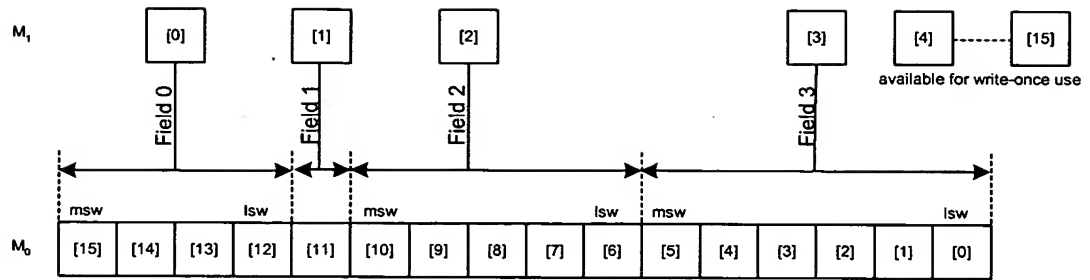 M₁ [0] [1] [2] [3] [4] [15]
available for write-once use
Field 0 Field 1 Field 2 Field 3
msw lsw msw lsw msw lsw
M₀ [15] [14] [13] [12] [11] [10] [9] [8] [7] [6] [5] [4] [3] [2] [1] [0]